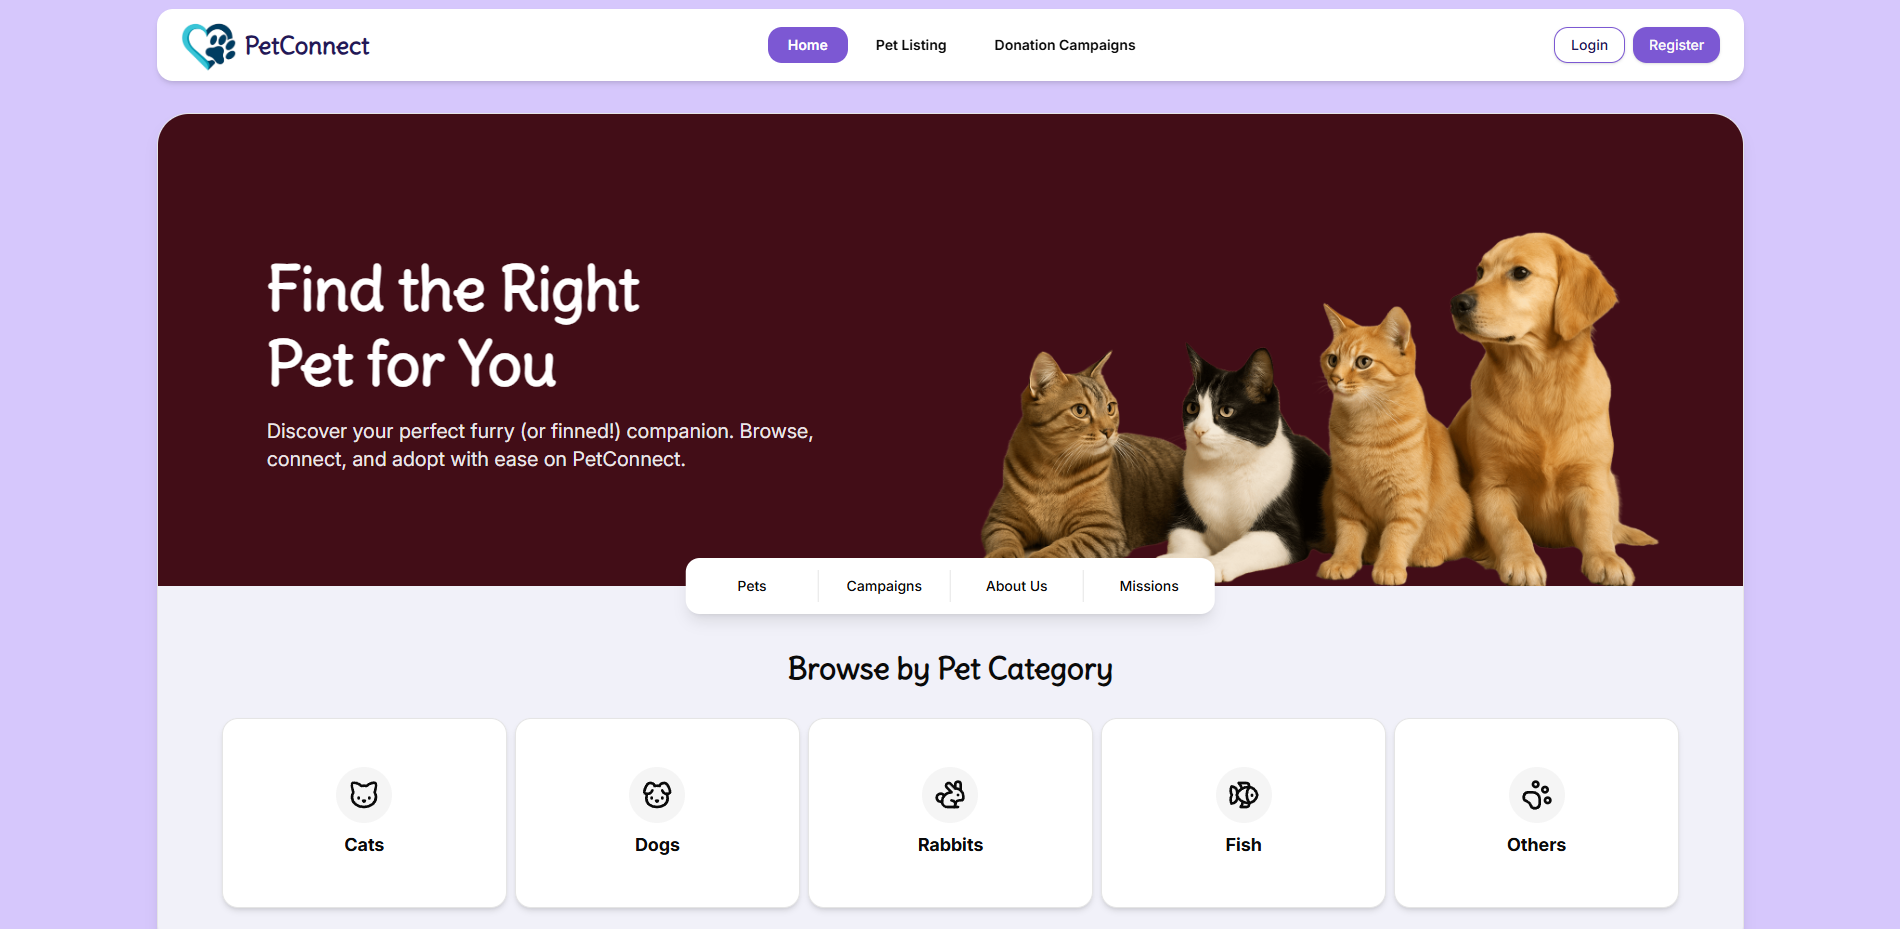 PetConnect
Home
Pet Listing
Donation Campaigns
Login
Register
Find the Right
Pet for You
Discover your perfect furry (or finned!) companion. Browse,
connect, and adopt with ease on PetConnect.
Pets
Campaigns
About Us
Missions
Browse by Pet Category
Cats
Dogs
Rabbits
Fish
Others